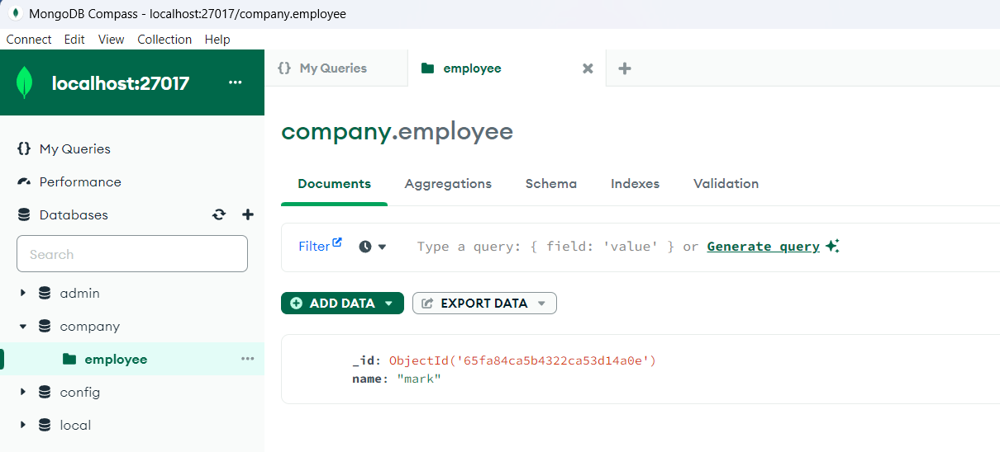 MongoDB Compass - localhost:27017/company.employee
Connect Edit View Collection Help
localhost:27017 ...
My Queries
Performance
Databases
Search
admin
company
employee ...
config
local
{} My Queries
employee
company.employee
Documents Aggregations Schema Indexes Validation
Filter Type a query: { field: 'value' } or Generate query
ADD DATA EXPORT DATA
_id: ObjectId('65fa84ca5b4322ca53d14a0e')
name: "mark"